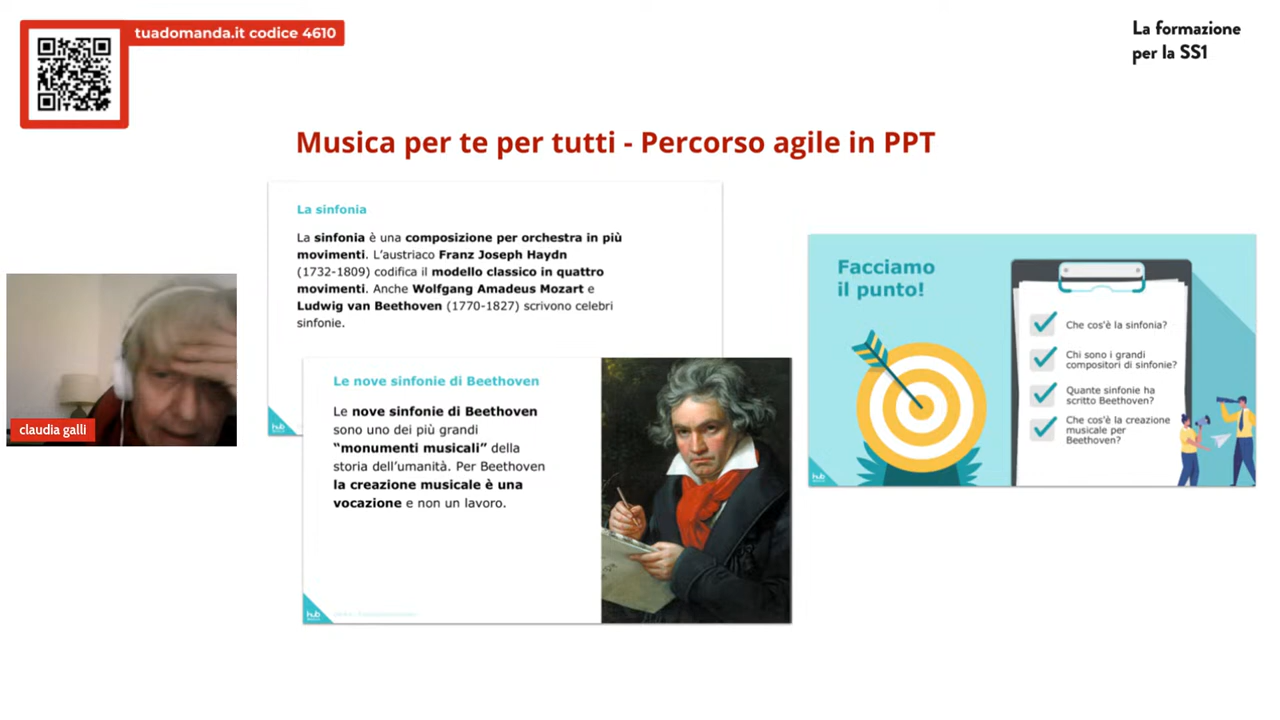 tuadomanda.it codice 4610
La formazione
per la SS1
Musica per te per tutti - Percorso agile in PPT
La sinfonia
La sinfonia è una composizione per orchestra in più
movimenti. L'austriaco Franz Joseph Haydn
(1732-1809) codifica il modello classico in quattro
movimenti. Anche Wolfgang Amadeus Mozart e
Ludwig van Beethoven (1770-1827) scrivono celebri
sinfonie.
hub
Le nove sinfonie di Beethoven
Le nove sinfonie di Beethoven
sono uno dei più grandi
“monumenti musicali” della
storia dell'umanità. Per Beethoven
la creazione musicale è una
vocazione e non un lavoro.
hub
Facciamo
il punto!
Che cos'è la sinfonia?
Chi sono i grandi
compositori di sinfonie?
Quante sinfonie ha
scritto Beethoven?
Che cos'è la creazione
musicale per
Beethoven?
hub
claudia galli